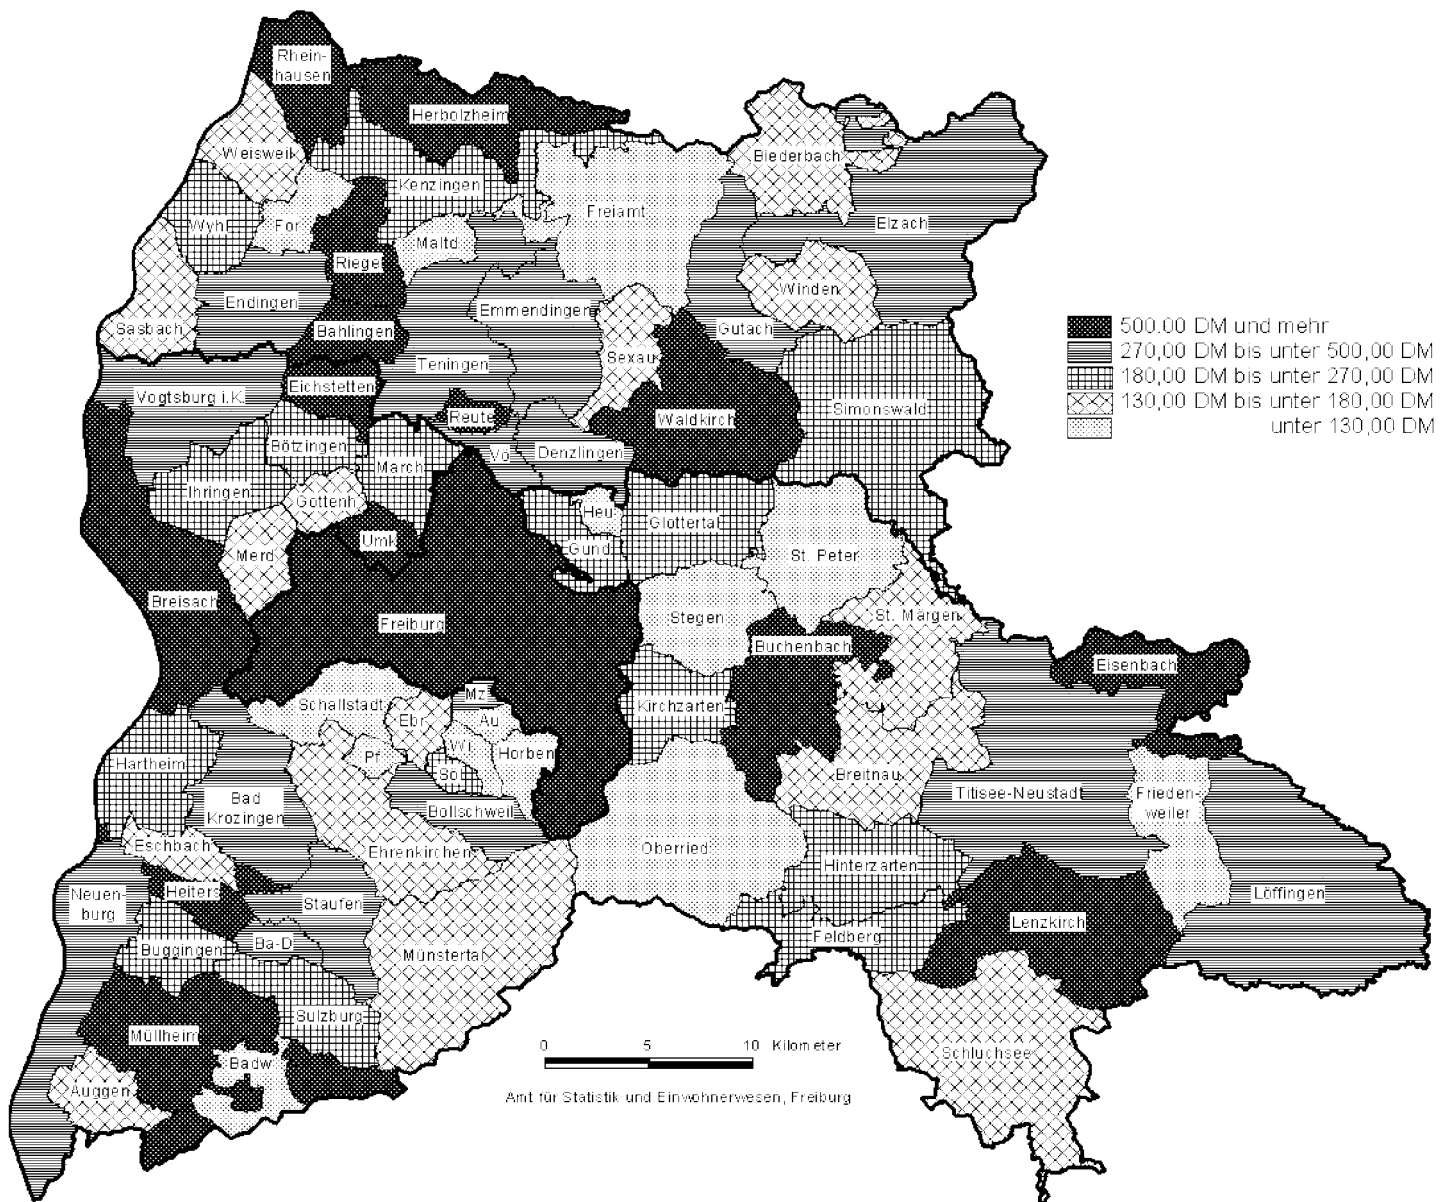 Rhein-
hausen
Herbolzheim
Weisweil
Biederbach
Kenzingen
Freiamt
Wyhl
For
Elzach
Maltd
Riege
Winden
Endingen
Emmendingen
Sasbach
Bahlingen
Gutach
Sexau
Teningen
Eichstetten
Vogtsburg i.K.
Simonswald
Reute
Waldkirch
Bötzingen
Vo
Denzlingen
March
Ihringen
Gottenh
Heu
Glottertal
Umk
Gund
Merd
St. Peter
Breisach
Freiburg
Stegen
St. Märgen
Buchenbach
Eisenbach
Mz
Schallstadt
Kirchzarten
Ebr
Au
Wi
Horben
Pf
Hartheim
Söl
Breitnau
Titisee-Neustadt
Frieden-
weiler
Bad
Krozingen
Bollschweil
Eschbach
Ehrenkirchen
Oberried
Hinterzarten
Heiters
Neuen-
burg
Staufen
Löffingen
Lenzkirch
Feldberg
Ba-D
Buggingen
Münstertal
Sulzburg
Müllheim
Badw
Schluchsee
Auggen
500,00 DM und mehr
270,00 DM bis unter 500,00 DM
180,00 DM bis unter 270,00 DM
130,00 DM bis unter 180,00 DM
unter 130,00 DM
0 5 10 Kilometer
Amt für Statistik und Einwohnerwesen, Freiburg